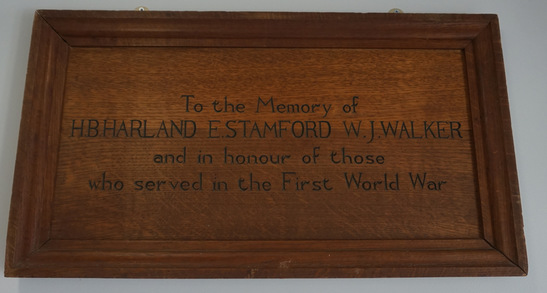 To the Memory of
H.B.HARLAND E.STAMFORD W.J.WALKER
and in honour of those
who served in the First World War